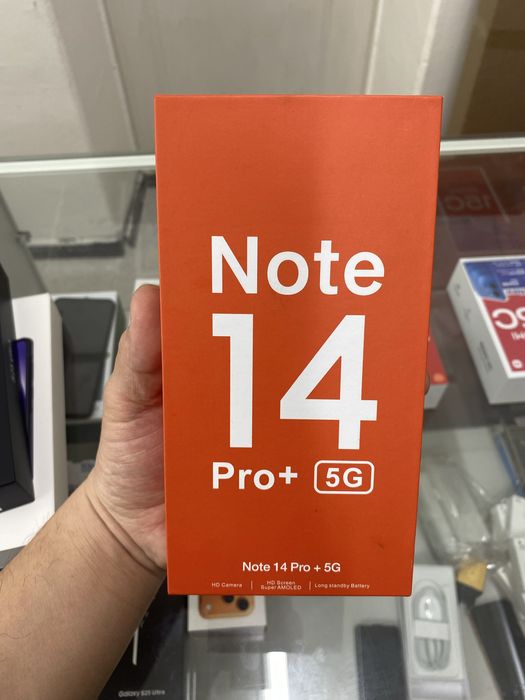 Note
14
Pro+ 5G
Note 14 Pro + 5G
HD Camera
HD Screen
Super AMOLED
Long standby Battery
Galaxy S25 Ultra
15C